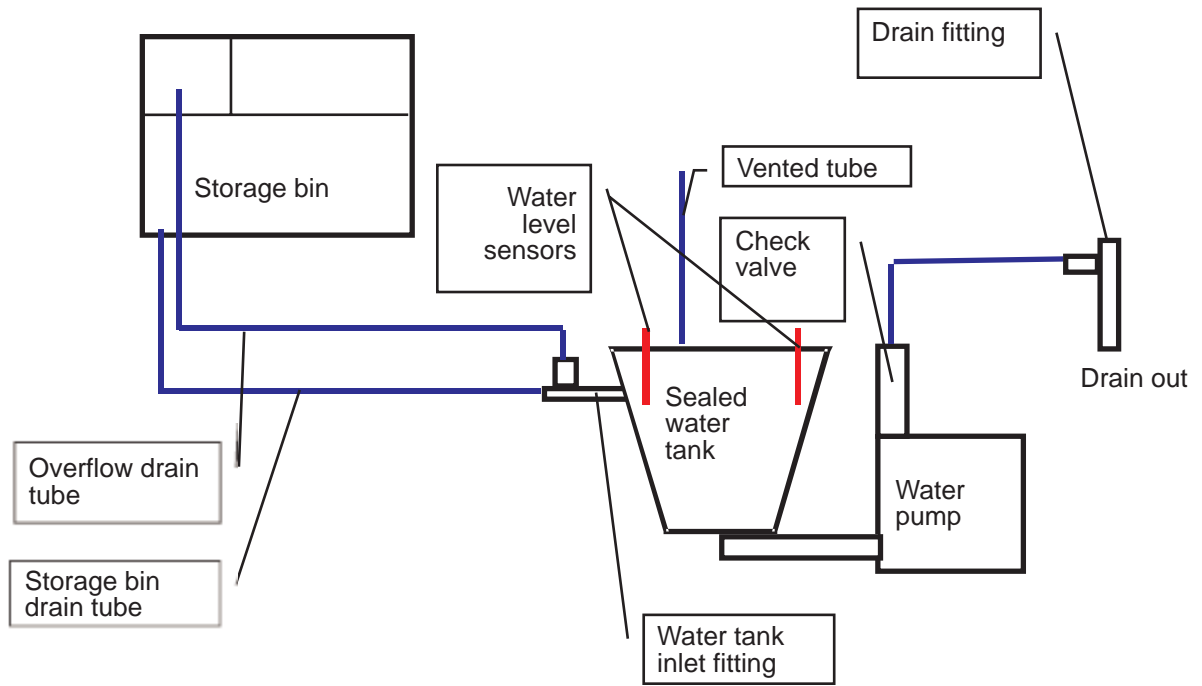 Drain fitting
Storage bin
Water
level
sensors
Vented tube
Check
valve
Drain out
Sealed
water
tank
Overflow drain
tube
Water
pump
Storage bin
drain tube
Water tank
inlet fitting